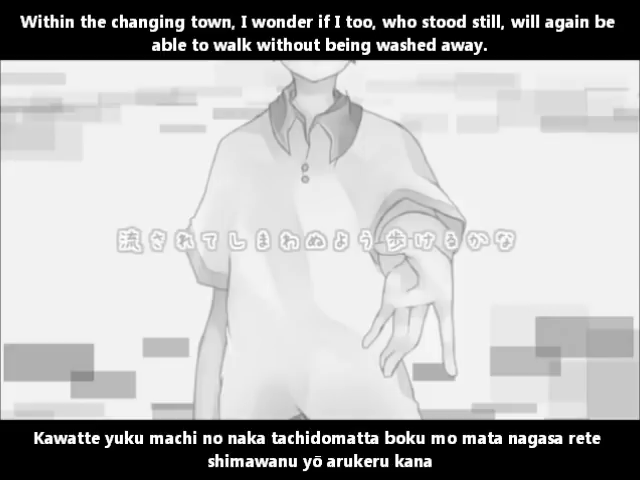 Within the changing town, I wonder if I too, who stood still, will again be
able to walk without being washed away.
流されてしまわぬよう歩けるかな
Kawatte yuku machi no naka tachidomatta boku mo mata nagasa rete
shimawanu yō arukeru kana